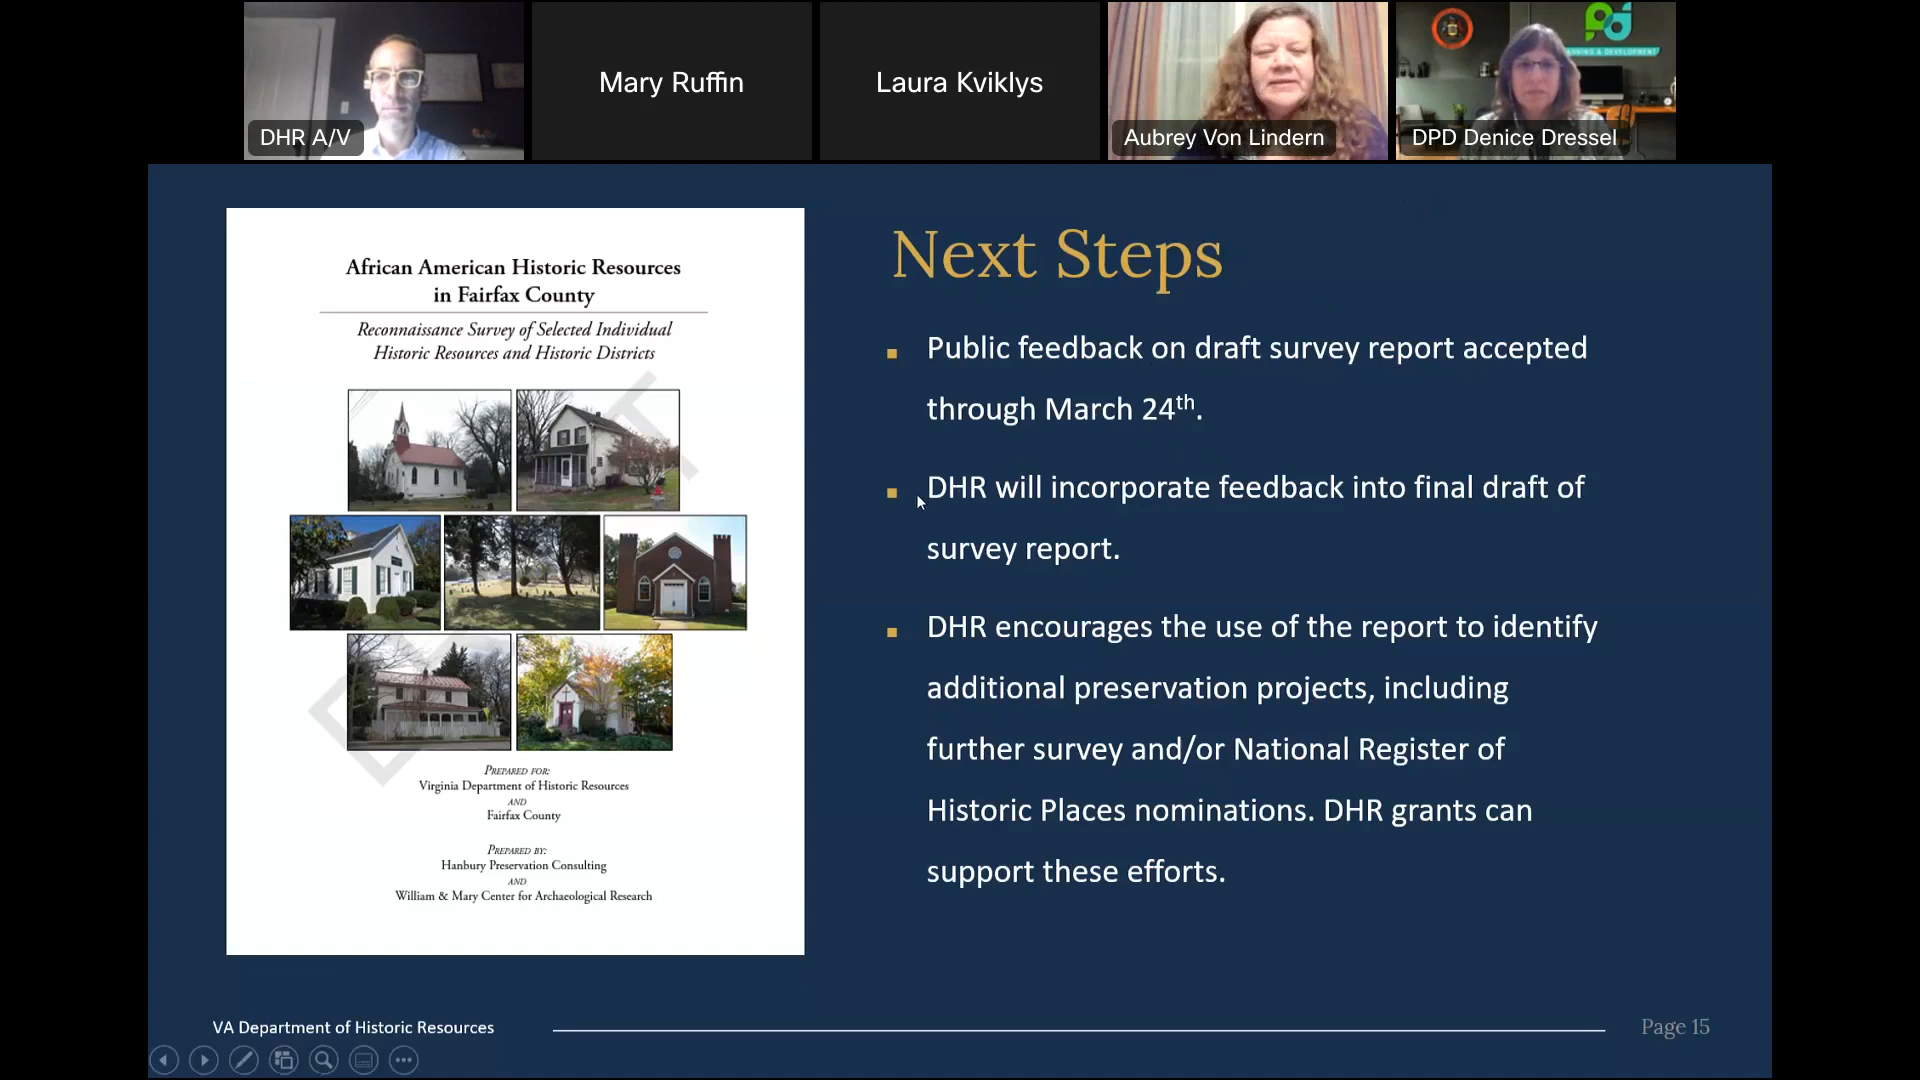 Mary Ruffin
Laura Kviklys
DHR A/V
Aubrey Von Lindern
DPD Denice Dressel
African American Historic Resources
in Fairfax County
Reconnaissance Survey of Selected Individual
Historic Resources and Historic Districts
PREPARED FOR:
Virginia Department of Historic Resources
AND
Fairfax County
PREPARED BY:
Hanbury Preservation Consulting
AND
William & Mary Center for Archaeological Research
Next Steps
Public feedback on draft survey report accepted
through March 24th.
DHR will incorporate feedback into final draft of
survey report.
DHR encourages the use of the report to identify
additional preservation projects, including
further survey and/or National Register of
Historic Places nominations. DHR grants can
support these efforts.
VA Department of Historic Resources
Page 15